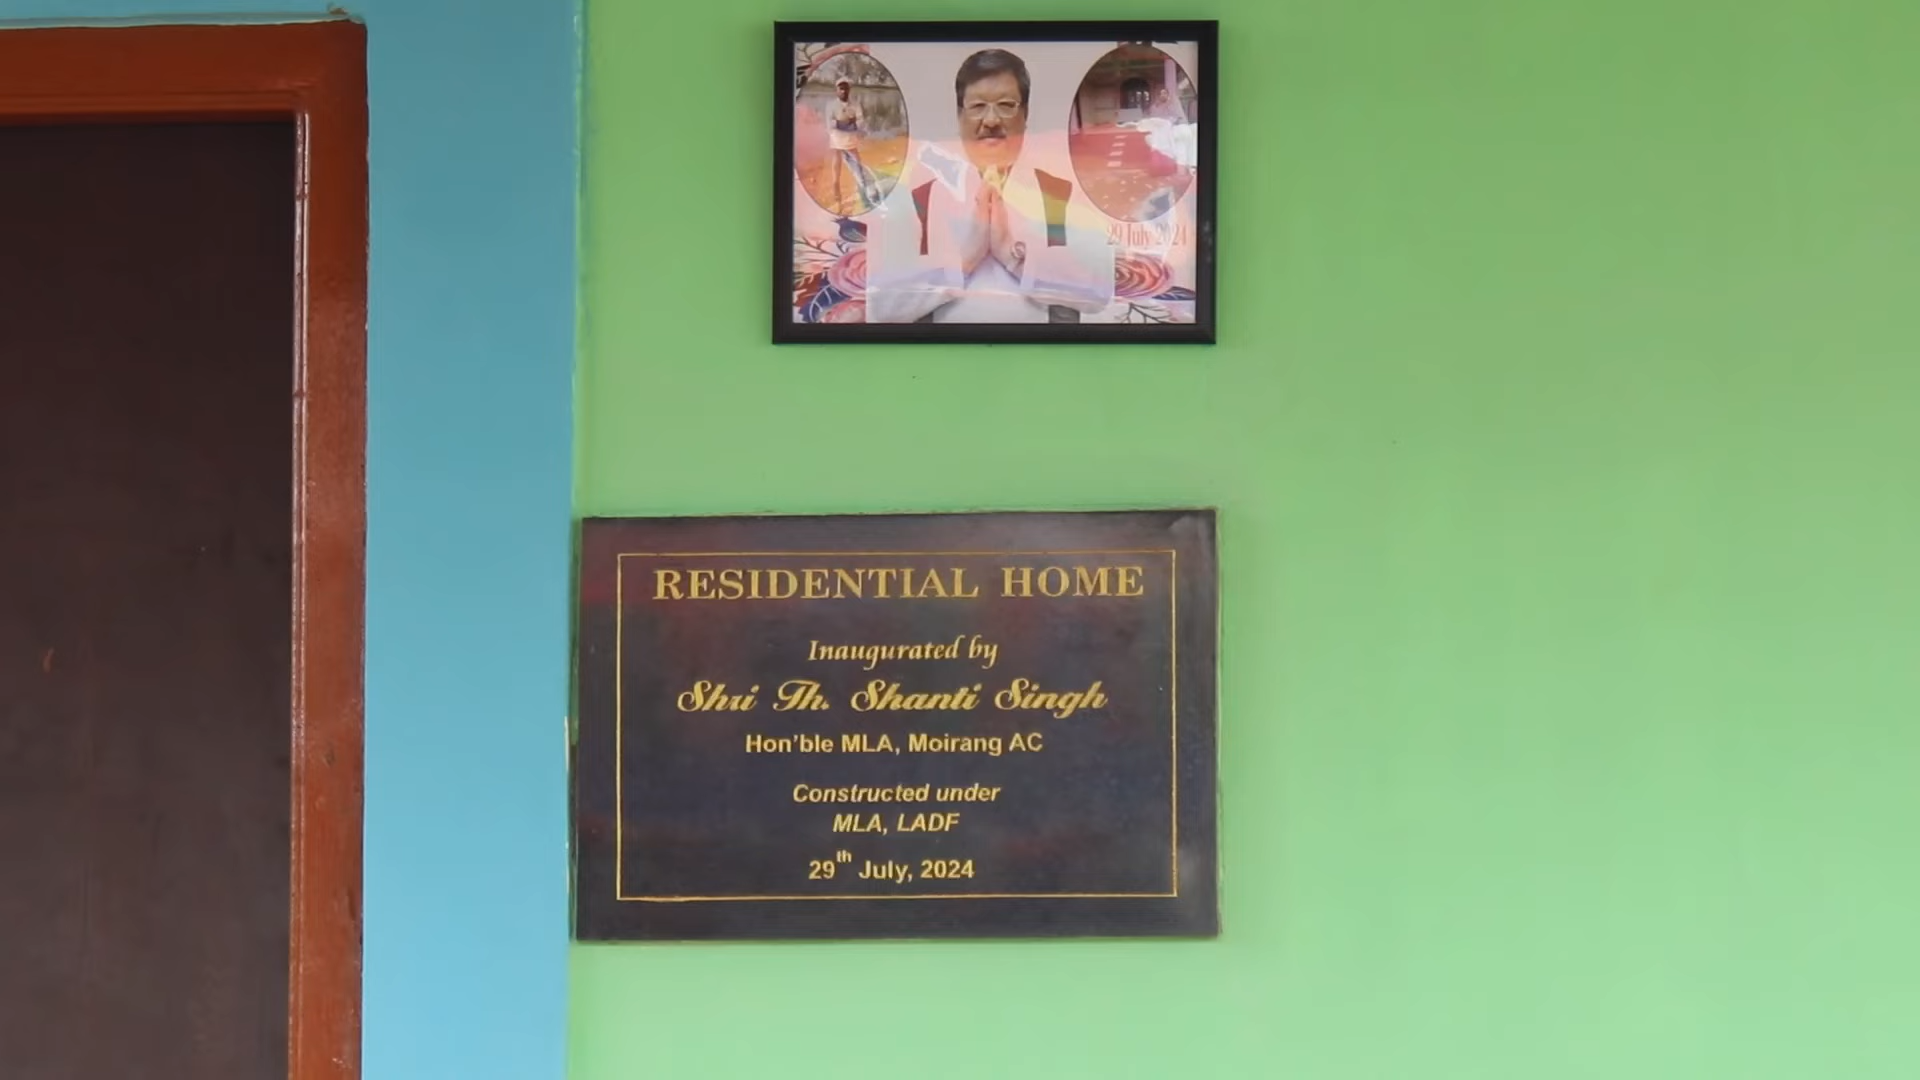 29 July 2024
RESIDENTIAL HOME
Inaugurated by
Shri Th. Shanti Singh
Hon'ble MLA, Moirang AC
Constructed under
MLA, LADF
29th July, 2024